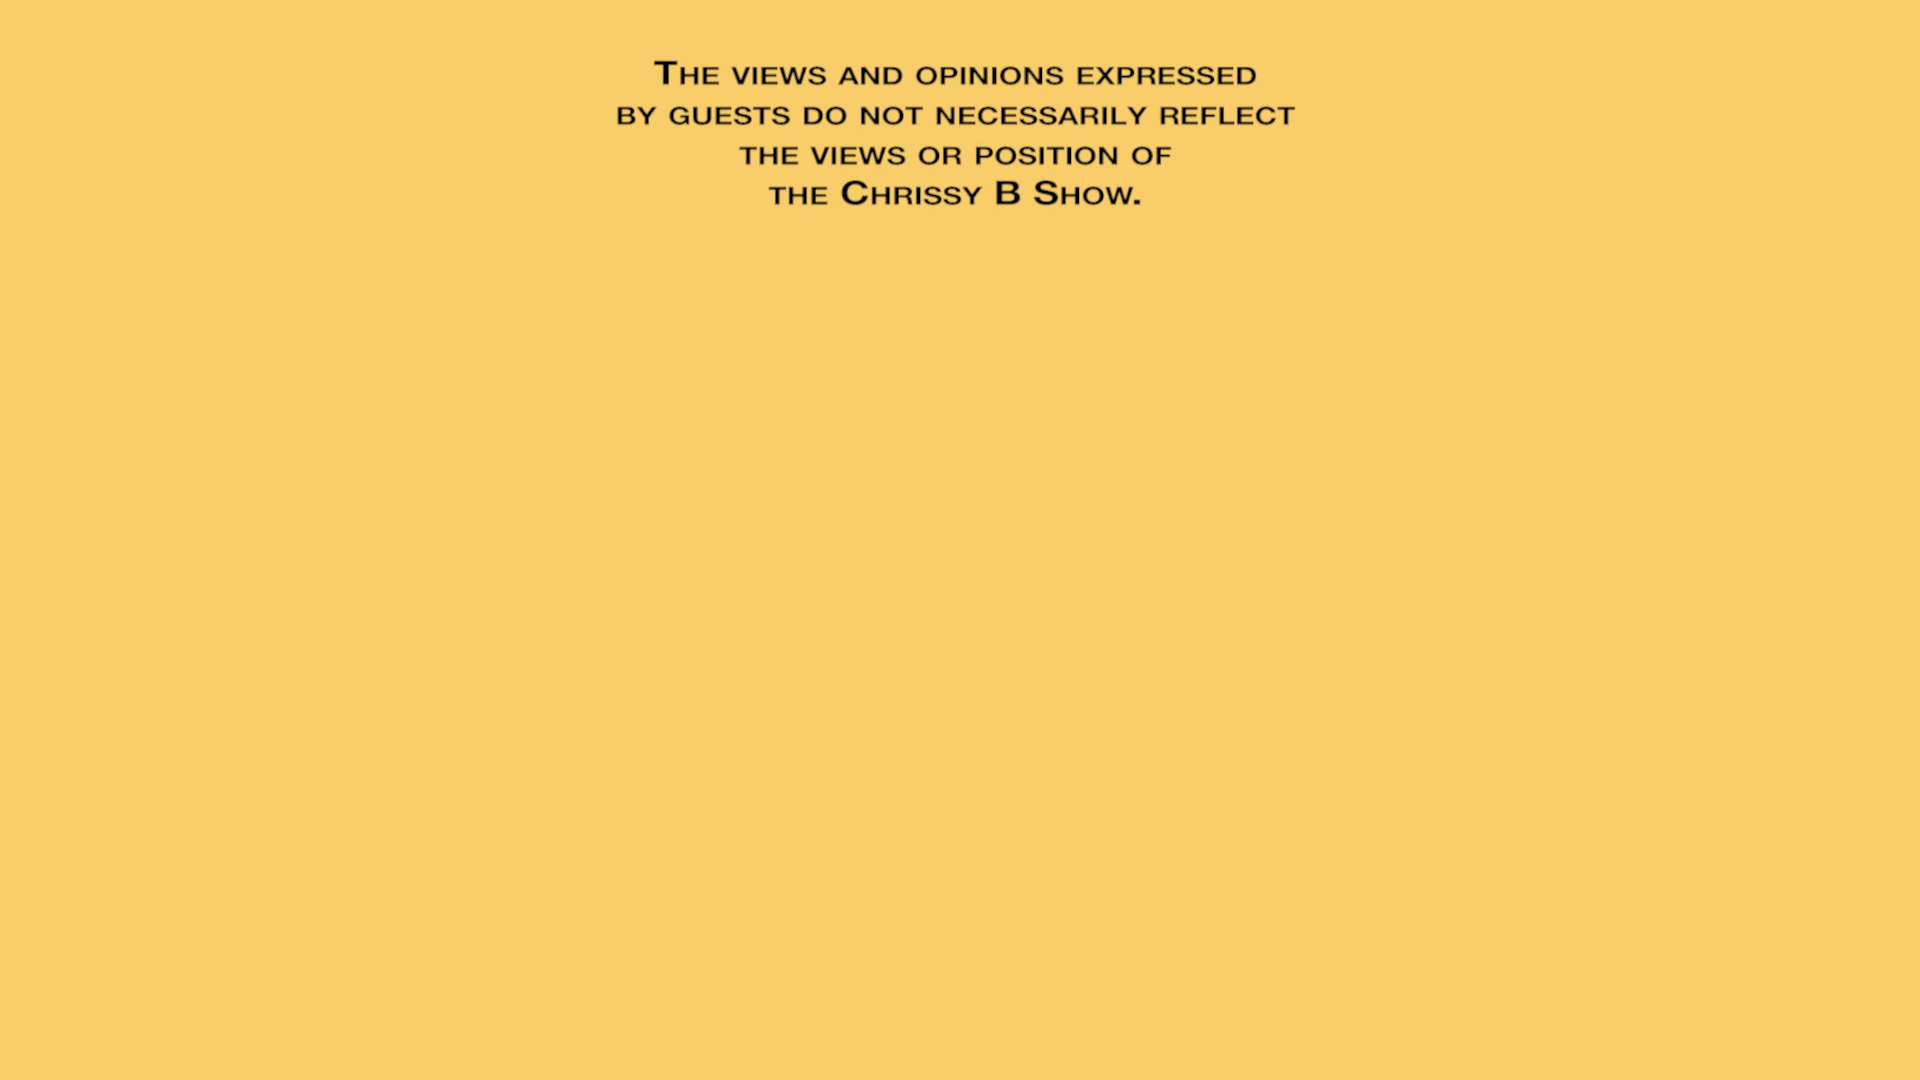 The views and opinions expressed
by guests do not necessarily reflect
the views or position of
the Chrissy B Show.